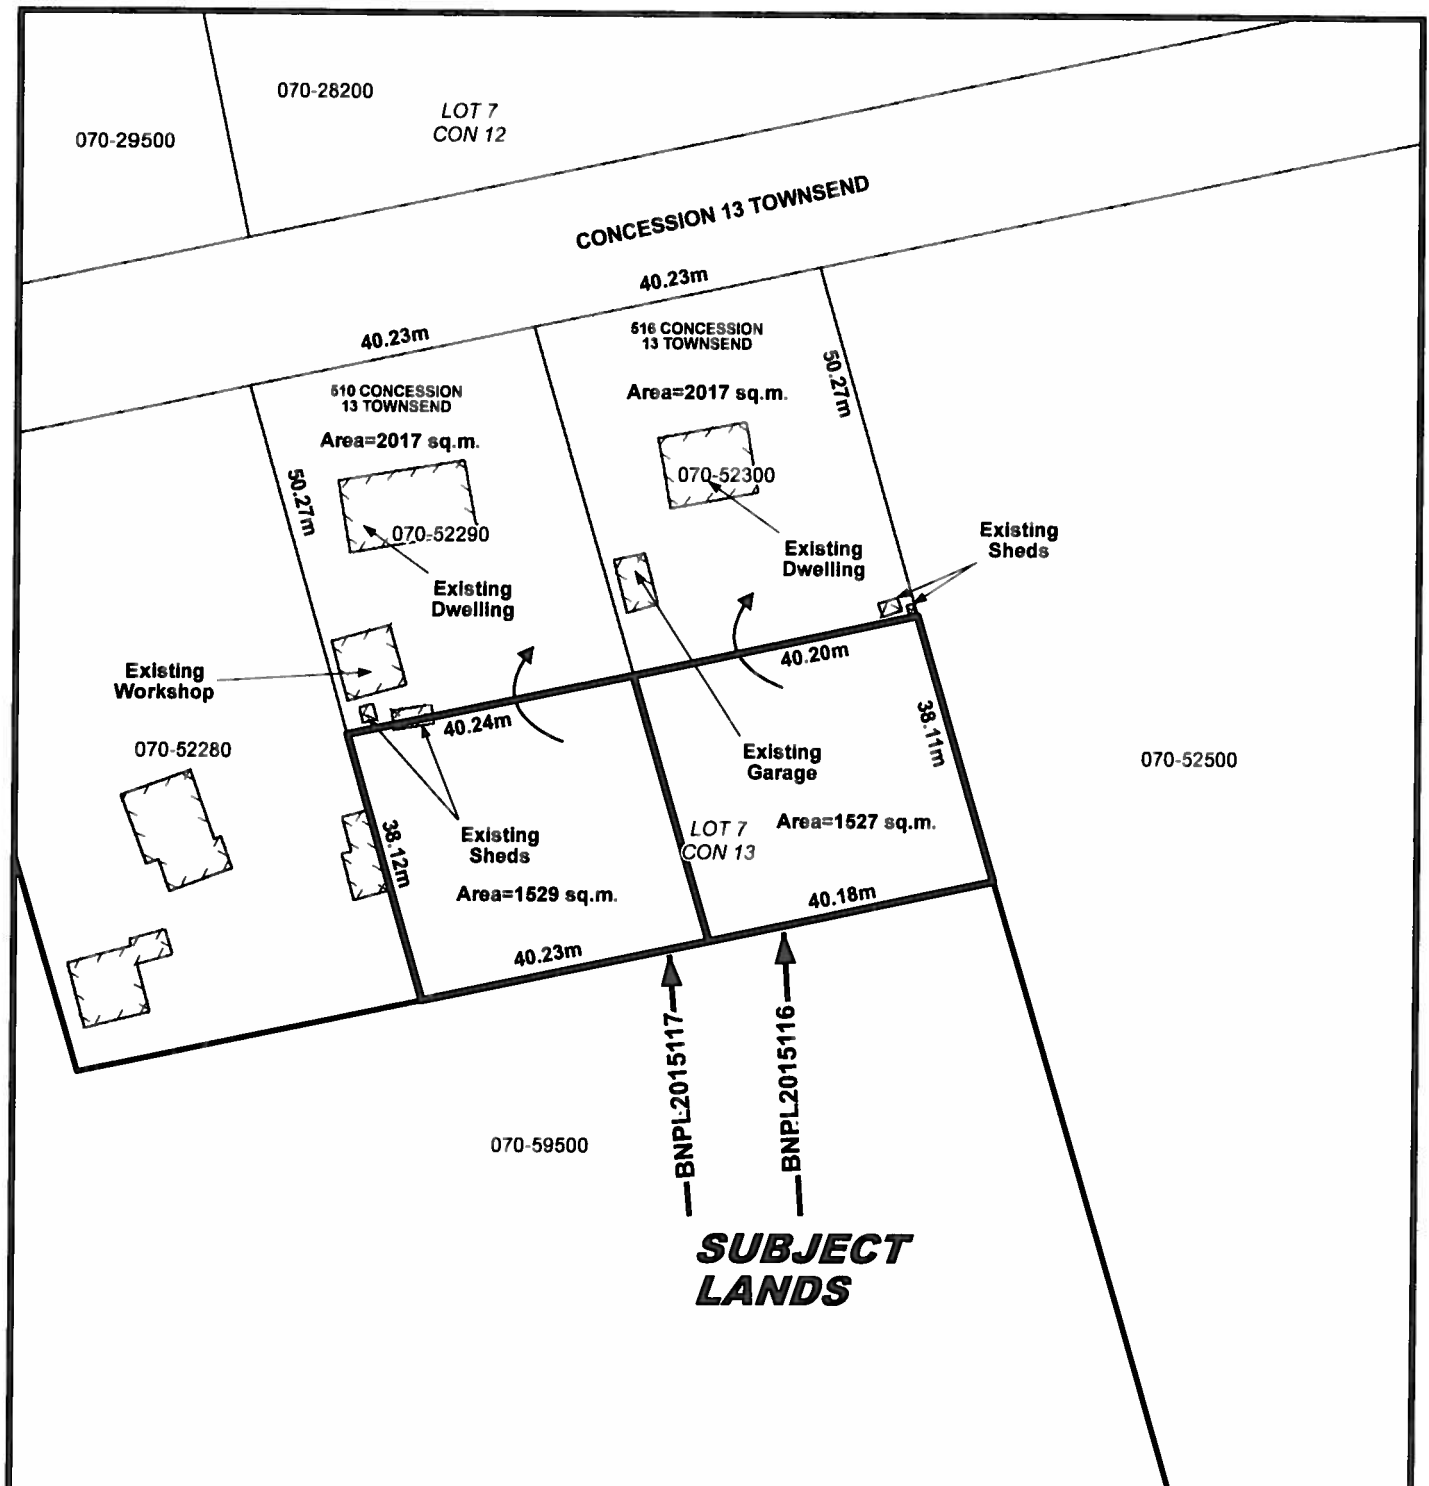 070-28200
LOT 7
CON 12
070-29500
CONCESSION 13 TOWNSEND
40.23m
40.23m
516 CONCESSION
13 TOWNSEND
Area=2017 sq.m.
50.27m
510 CONCESSION
13 TOWNSEND
Area=2017 sq.m.
50.27m
070-52300
070-52290
Existing
Dwelling
Existing
Sheds
Existing
Dwelling
Existing
Workshop
40.20m
40.24m
38.11m
070-52280
Existing
Garage
070-52500
38.12m
Existing
Sheds
LOT 7
CON 13
Area=1527 sq.m.
Area=1529 sq.m.
40.18m
40.23m
BNPL2015117
BNPL2015116
070-59500
SUBJECT
LANDS